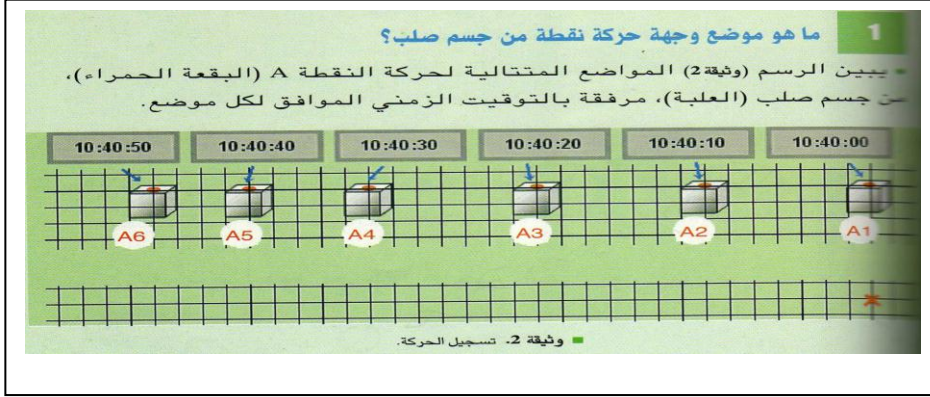 1 ما هو موضع وجهة حركة نقطة من جسم صلب؟
يبين الرسم (وثيقة 2) المواضع المتتالية لحركة النقطة A (البقعة الحمراء)،
من جسم صلب (العلبة)، مرفقة بالتوقيت الزمني الموافق لكل موضع.
10:40:50 10:40:40 10:40:30 10:40:20 10:40:10 10:40:00
A6 A5 A4 A3 A2 A1
وثيقة 2. تسجيل الحركة.